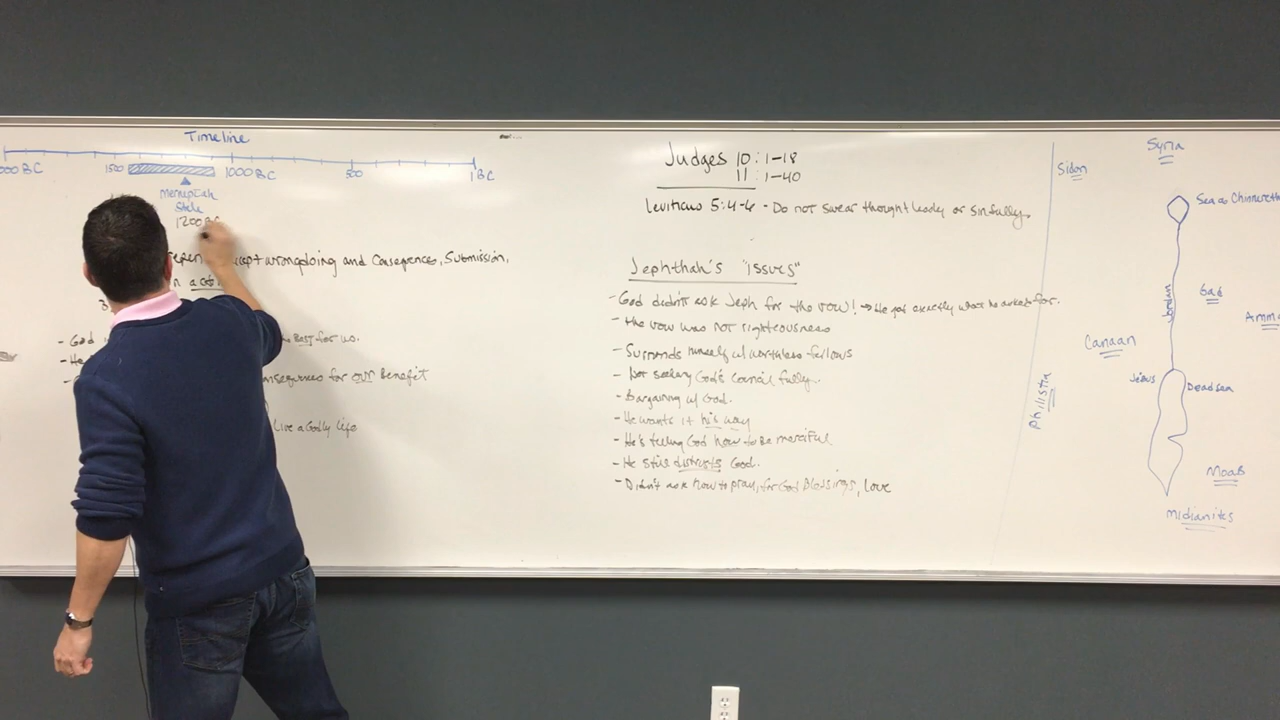 Timeline
000 BC 1500 1000 BC 500 1 BC
Merneptah
Stele
1200 BC
wrongdoing and Consequence, Submission,
- God
BEST for us.
- He
consequences for our Benefit
Live a Godly life
Judges 10:1-18
11:1-40
Leviticus 5:4-6 - Do not swear thoughtlessly or sinfully.
Jephthah's "issues"
- God didn't ask Jeph for the vow! → He got exactly what he asked for.
- the vow was not righteousness
- Surrounds himself w/ worthless fellows
- Not seeking God's Council fully.
- Bargaining w/ God.
- He wants it his way
- He's telling God how to be merciful.
- He still distrusts God.
- Didn't ask how to pray, for God Blessings, Love
Syria
Sidon
Sea of Chinnereth
Jordan
Gad
Ammo
Canaan
Jebus
Dead Sea
Philistia
Moab
Midianites